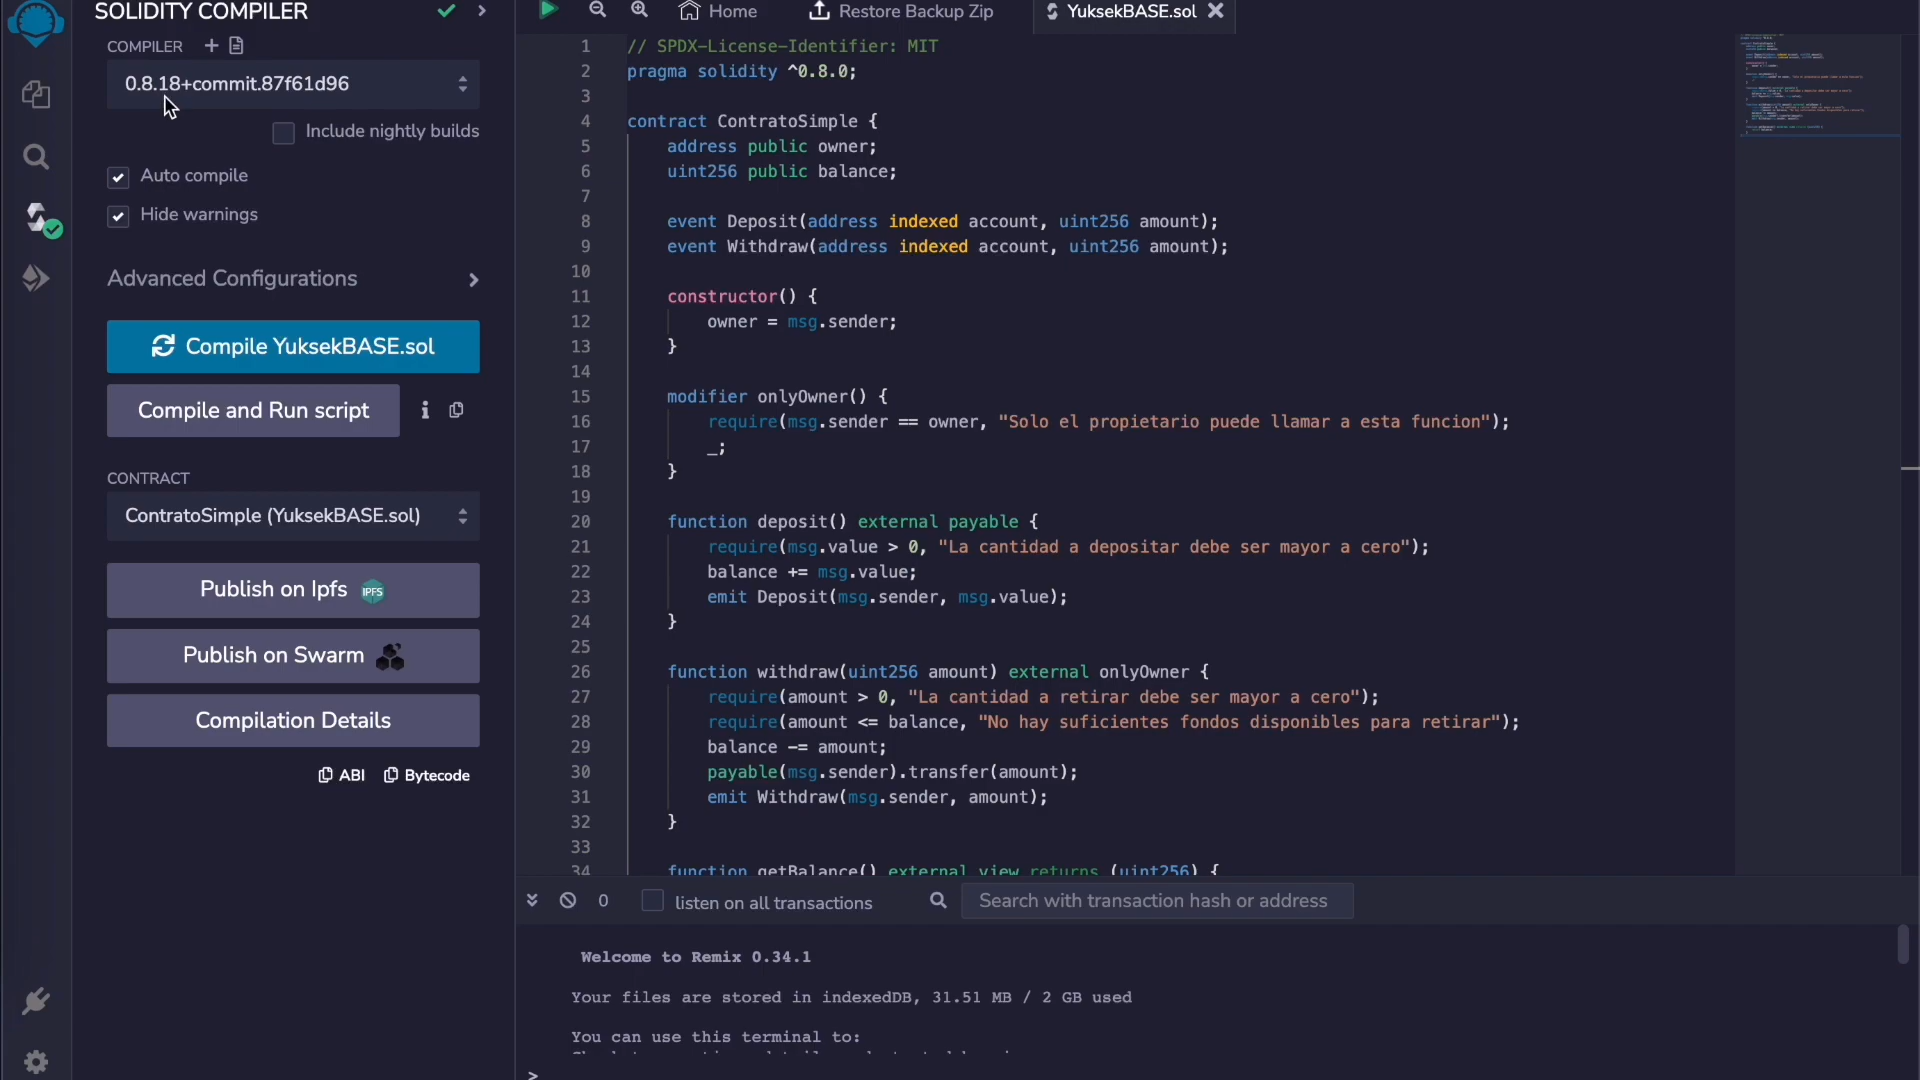 SOLIDITY COMPILER
COMPILER
0.8.18+commit.87f61d96
Include nightly builds
Auto compile
Hide warnings
Advanced Configurations
Compile YuksekBASE.sol
Compile and Run script
CONTRACT
ContratoSimple (YuksekBASE.sol)
Publish on Ipfs
IPFS
Publish on Swarm
Compilation Details
ABI
Bytecode
Home
Restore Backup Zip
YuksekBASE.sol
1 // SPDX-License-Identifier: MIT
2 pragma solidity ^0.8.0;
3
4 contract ContratoSimple {
5 address public owner;
6 uint256 public balance;
7
8 event Deposit(address indexed account, uint256 amount);
9 event Withdraw(address indexed account, uint256 amount);
10
11 constructor() {
12 owner = msg.sender;
13 }
14
15 modifier onlyOwner() {
16 require(msg.sender == owner, "Solo el propietario puede llamar a esta funcion");
17 _;
18 }
19
20 function deposit() external payable {
21 require(msg.value > 0, "La cantidad a depositar debe ser mayor a cero");
22 balance += msg.value;
23 emit Deposit(msg.sender, msg.value);
24 }
25
26 function withdraw(uint256 amount) external onlyOwner {
27 require(amount > 0, "La cantidad a retirar debe ser mayor a cero");
28 require(amount <= balance, "No hay suficientes fondos disponibles para retirar");
29 balance -= amount;
30 payable(msg.sender).transfer(amount);
31 emit Withdraw(msg.sender, amount);
32 }
33
34 function getBalance() external view returns (uint256) {
0
listen on all transactions
Search with transaction hash or address
Welcome to Remix 0.34.1
Your files are stored in indexedDB, 31.51 MB / 2 GB used
You can use this terminal to:
>